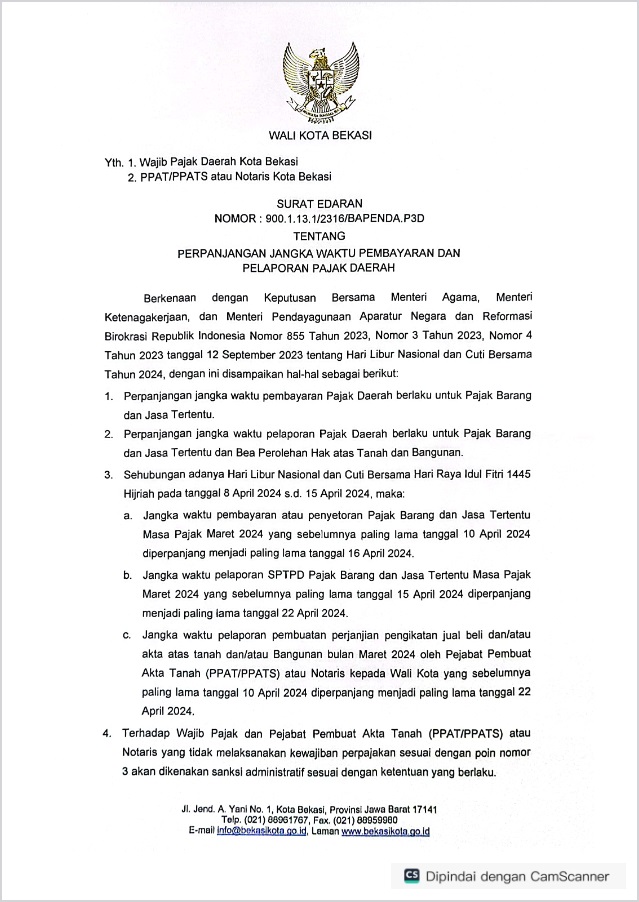 WALI KOTA BEKASI
Yth. 1. Wajib Pajak Daerah Kota Bekasi
2. PPAT/PPATS atau Notaris Kota Bekasi
SURAT EDARAN
NOMOR : 900.1.13.1/2316/BAPENDA.P3D
TENTANG
PERPANJANGAN JANGKA WAKTU PEMBAYARAN DAN
PELAPORAN PAJAK DAERAH
Berkenaan dengan Keputusan Bersama Menteri Agama, Menteri
Ketenagakerjaan, dan Menteri Pendayagunaan Aparatur Negara dan Reformasi
Birokrasi Republik Indonesia Nomor 855 Tahun 2023, Nomor 3 Tahun 2023, Nomor 4
Tahun 2023 tanggal 12 September 2023 tentang Hari Libur Nasional dan Cuti Bersama
Tahun 2024, dengan ini disampaikan hal-hal sebagai berikut:
1. Perpanjangan jangka waktu pembayaran Pajak Daerah berlaku untuk Pajak Barang
dan Jasa Tertentu.
2. Perpanjangan jangka waktu pelaporan Pajak Daerah berlaku untuk Pajak Barang
dan Jasa Tertentu dan Bea Perolehan Hak atas Tanah dan Bangunan.
3. Sehubungan adanya Hari Libur Nasional dan Cuti Bersama Hari Raya Idul Fitri 1445
Hijriah pada tanggal 8 April 2024 s.d. 15 April 2024, maka:
a. Jangka waktu pembayaran atau penyetoran Pajak Barang dan Jasa Tertentu
Masa Pajak Maret 2024 yang sebelumnya paling lama tanggal 10 April 2024
diperpanjang menjadi paling lama tanggal 16 April 2024.
b. Jangka waktu pelaporan SPTPD Pajak Barang dan Jasa Tertentu Masa Pajak
Maret 2024 yang sebelumnya paling lama tanggal 15 April 2024 diperpanjang
menjadi paling lama tanggal 22 April 2024.
c. Jangka waktu pelaporan pembuatan perjanjian pengikatan jual beli dan/atau
akta atas tanah dan/atau Bangunan bulan Maret 2024 oleh Pejabat Pembuat
Akta Tanah (PPAT/PPATS) atau Notaris kepada Wali Kota yang sebelumnya
paling lama tanggal 10 April 2024 diperpanjang menjadi paling lama tanggal 22
April 2024.
4. Terhadap Wajib Pajak dan Pejabat Pembuat Akta Tanah (PPAT/PPATS) atau
Notaris yang tidak melaksanakan kewajiban perpajakan sesuai dengan poin nomor
3 akan dikenakan sanksi administratif sesuai dengan ketentuan yang berlaku.
Jl. Jend. A. Yani No. 1, Kota Bekasi, Provinsi Jawa Barat 17141
Telp. (021) 88961767, Fax. (021) 88959980
E-mail info@bekasikota.go.id, Laman www.bekasikota.go.id
CS Dipindai dengan CamScanner